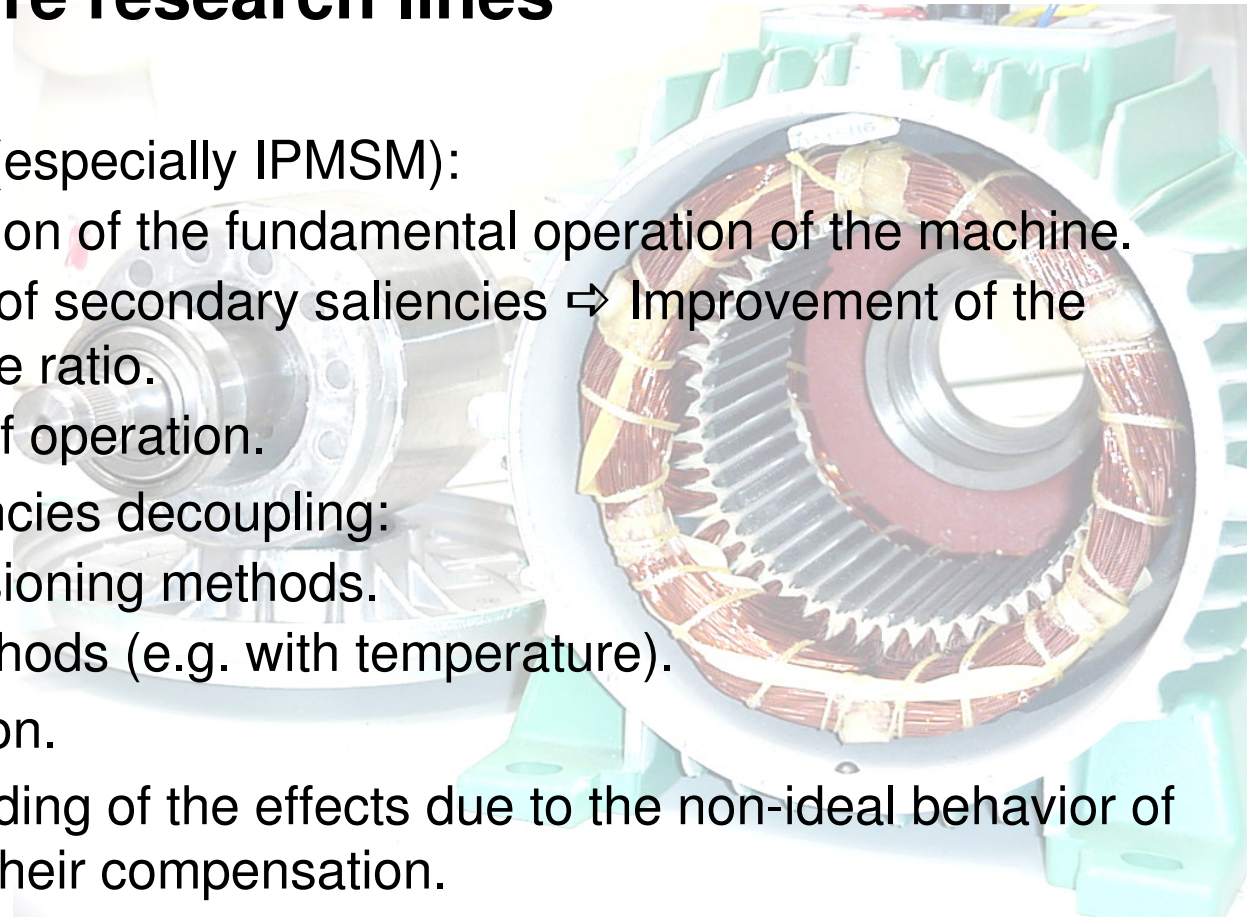 re research lines
(especially IPMSM):
ion of the fundamental operation of the machine.
of secondary saliencies ⇨ Improvement of the
e ratio.
f operation.
ncies decoupling:
sioning methods.
hods (e.g. with temperature).
on.
ding of the effects due to the non-ideal behavior of
heir compensation.